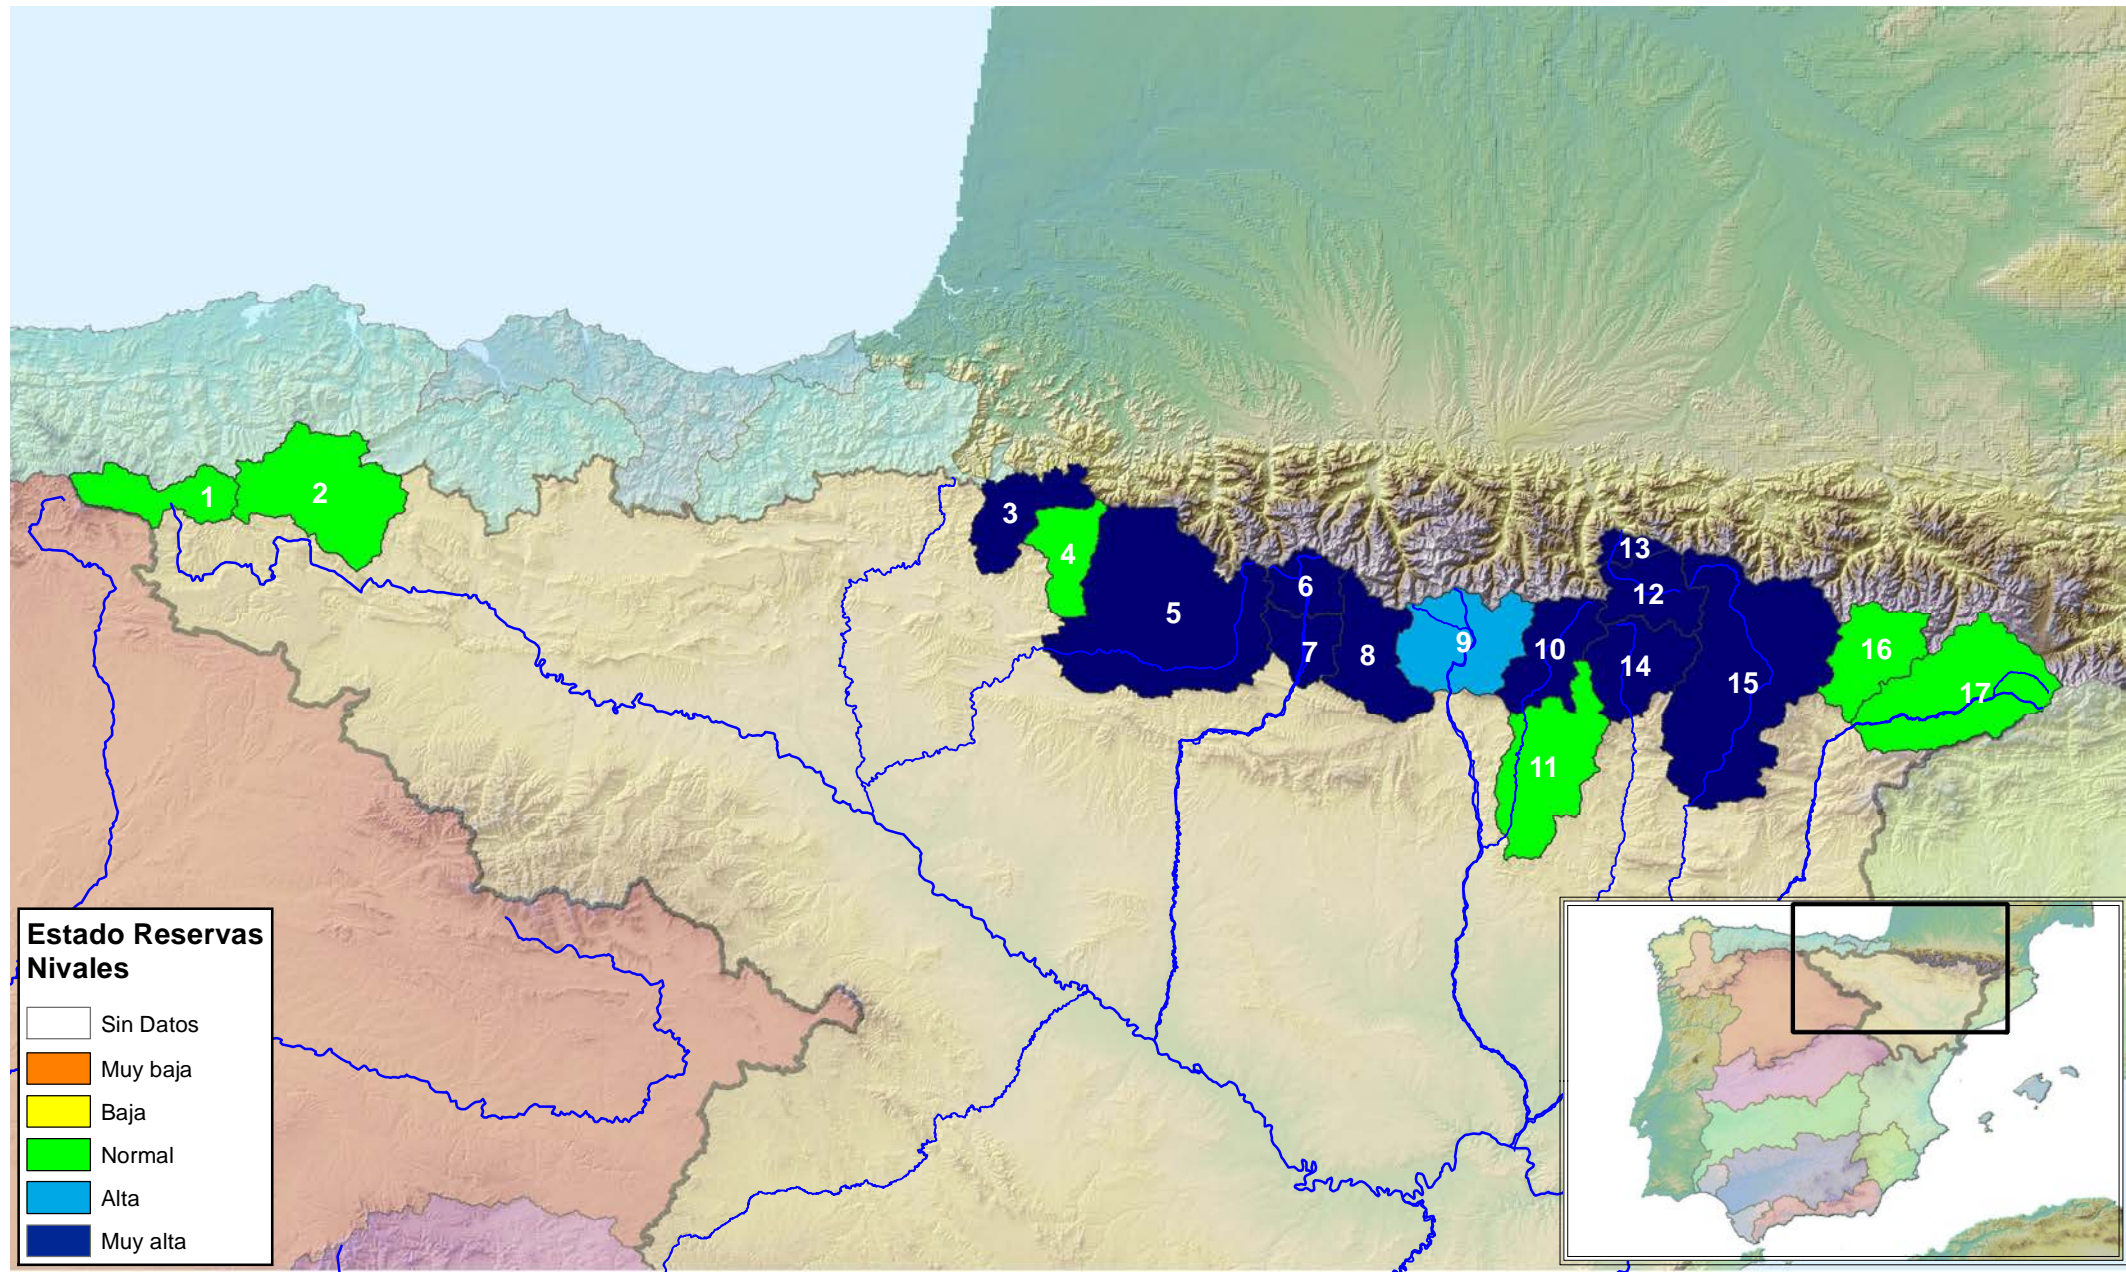 1
2
3
4
5
6
7
8
9
10
11
12
13
14
15
16
17
Estado Reservas
Nivales
Sin Datos
Muy baja
Baja
Normal
Alta
Muy alta